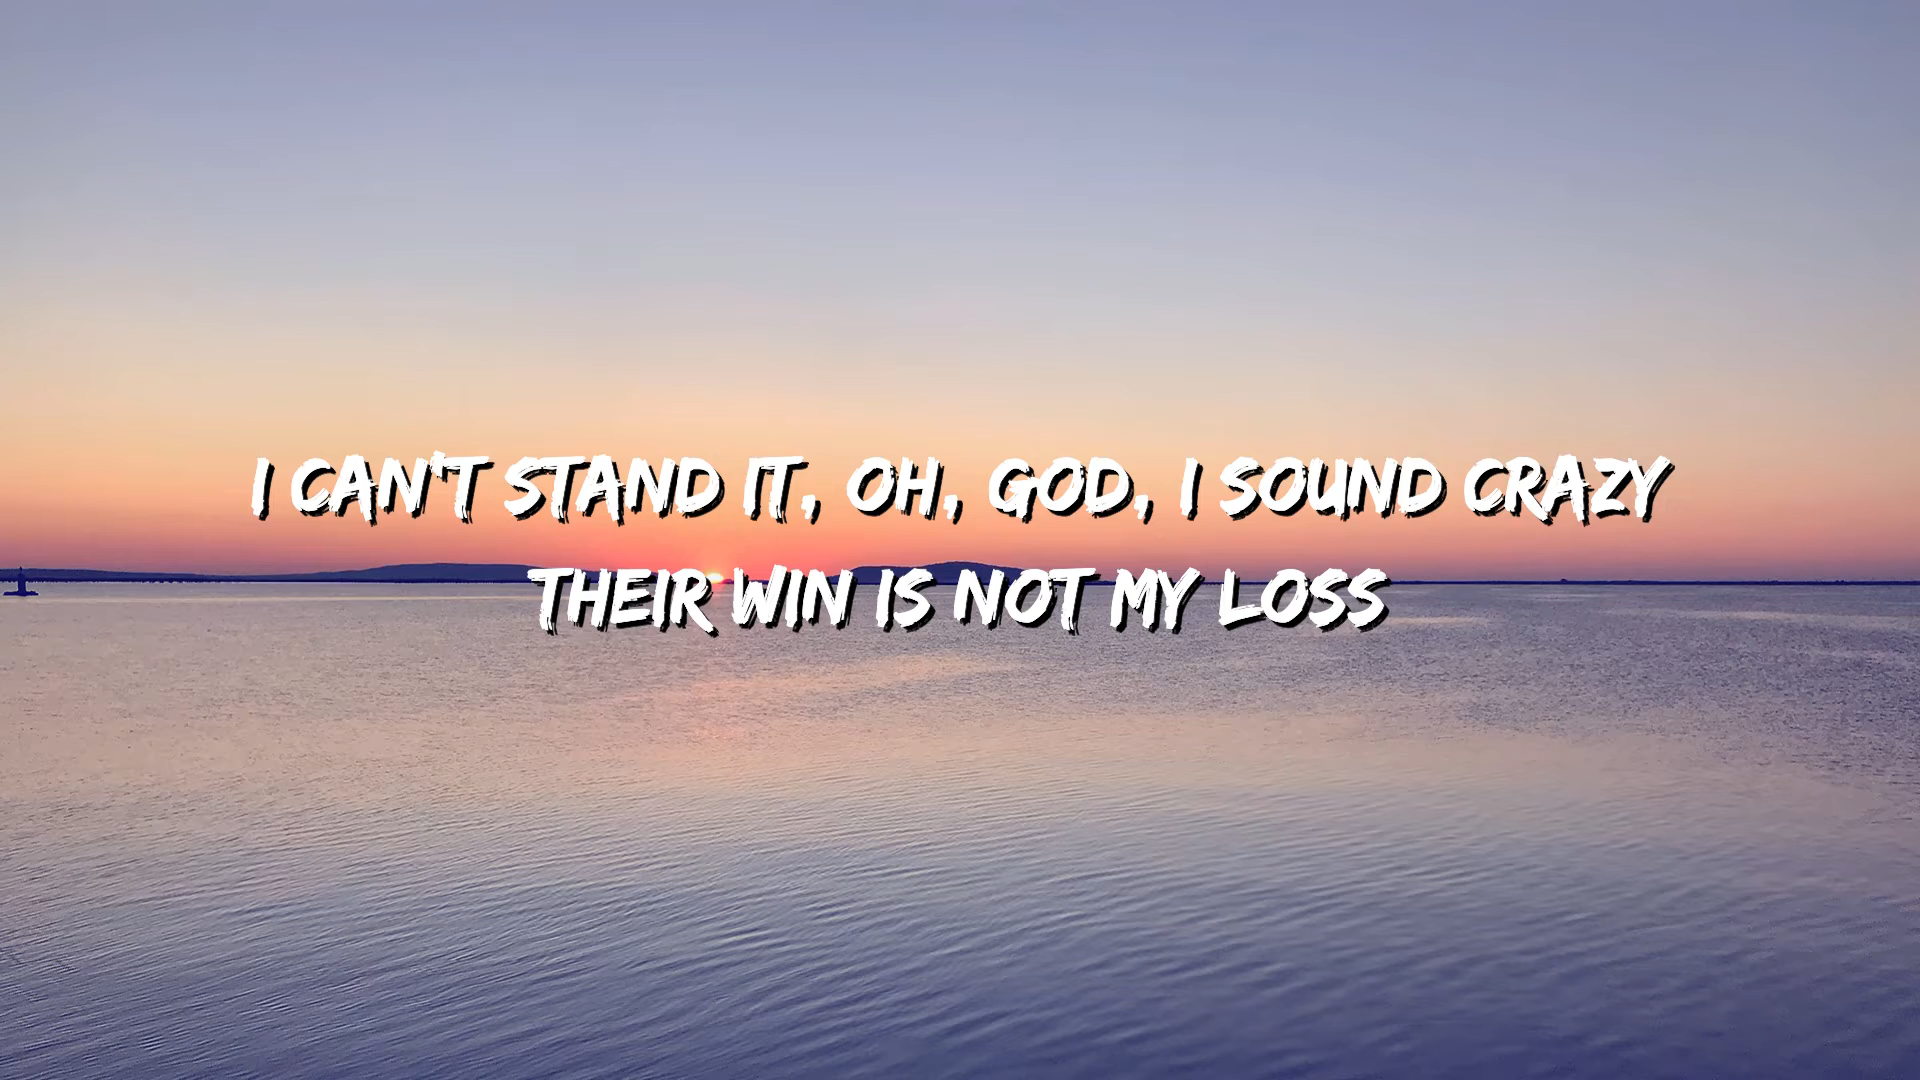 I CAN'T STAND IT, OH, GOD, I SOUND CRAZY
THEIR WIN IS NOT MY LOSS